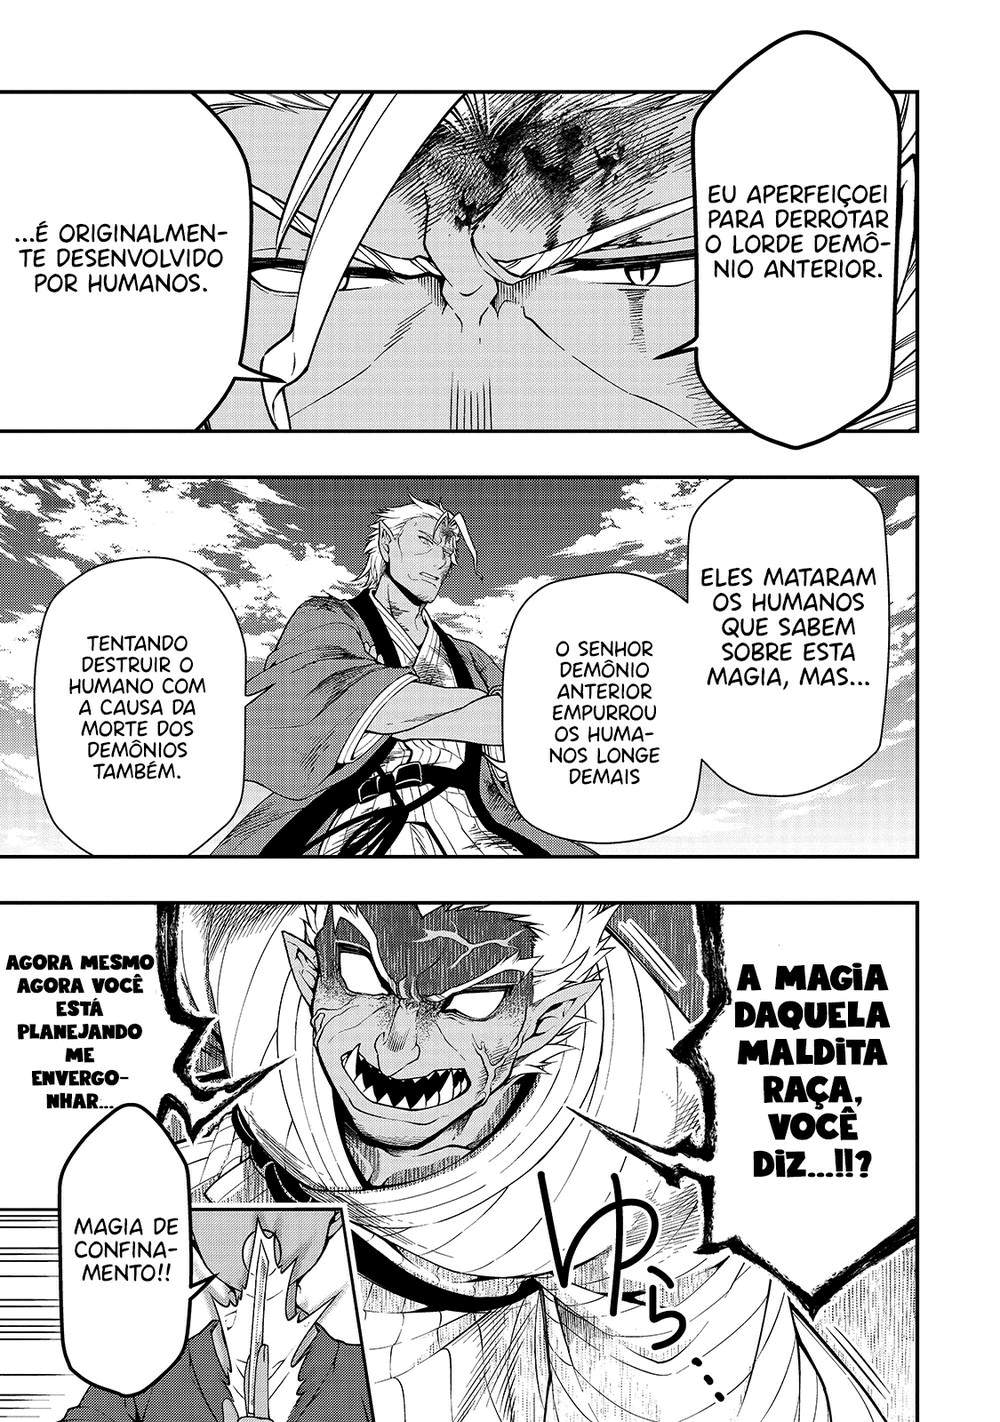 EU APERFEIÇOEI
PARA DERROTAR
O LORDE DEMÔ-
NIO ANTERIOR.
...É ORIGINALMEN-
TE DESENVOLVIDO
POR HUMANOS.
ELES MATARAM
OS HUMANOS
QUE SABEM
SOBRE ESTA
MAGIA, MAS...
O SENHOR
DEMÔNIO
ANTERIOR
EMPURROU
OS HUMA-
NOS LONGE
DEMAIS
TENTANDO
DESTRUIR O
HUMANO COM
A CAUSA DA
MORTE DOS
DEMÔNIOS
TAMBÉM.
A MAGIA
DAQUELA
MALDITA
RAÇA,
VOCÊ
DIZ...!!?
ゆら...
AGORA MESMO
AGORA VOCÊ
ESTÁ
PLANEJANDO
ME
ENVERGO-
NHAR...
MAGIA DE
CONFINA-
MENTO!!